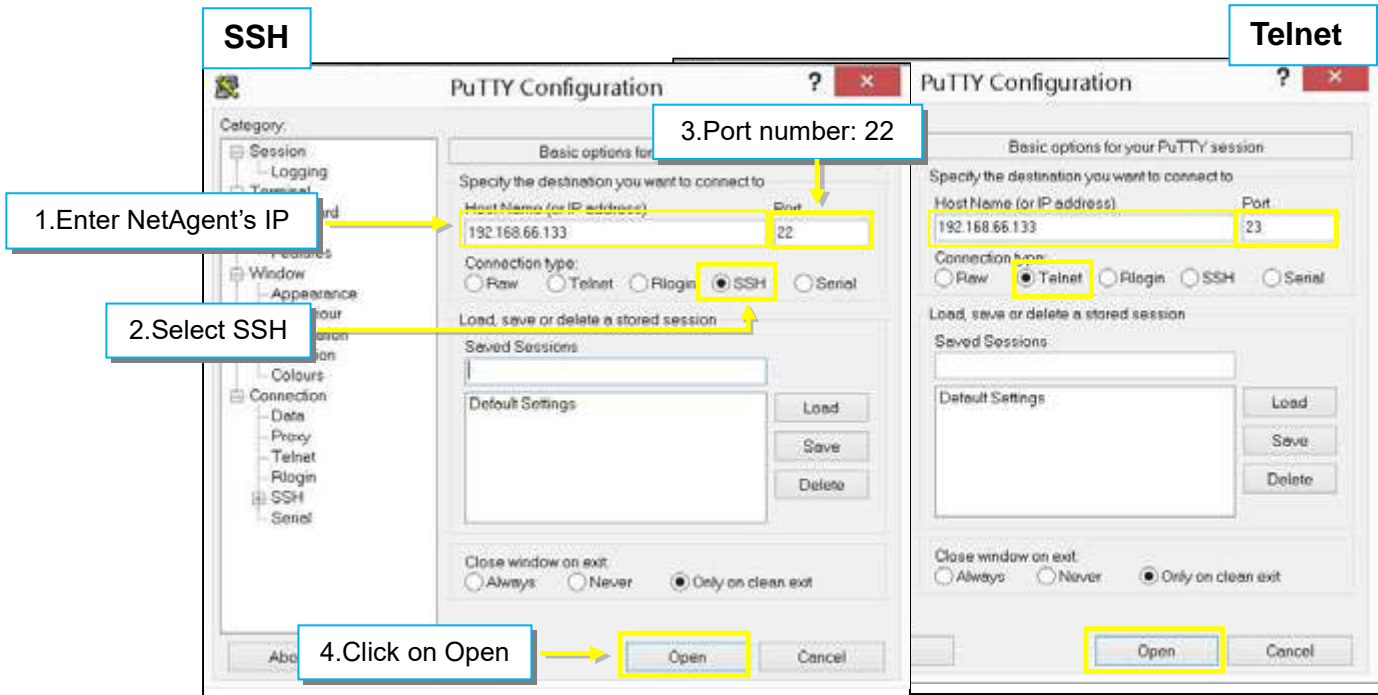 SSH
Telnet
PuTTY Configuration
?
×
Category:
Session
Logging
Window
Appearance
Colours
Connection
Data
Proxy
Telnet
Rlogin
SSH
Serial
Basic options for
Specify the destination you want to connect to
Host Name (or IP address)
Port
192.168.66.133
22
Connection type:
Raw
Telnet
Rlogin
SSH
Serial
Load, save or delete a stored session
Saved Sessions
Default Settings
Load
Save
Delete
Close window on exit
Always
Never
Only on clean exit
Open
Cancel
1.Enter NetAgent’s IP
2.Select SSH
3.Port number: 22
4.Click on Open
PuTTY Configuration
?
×
Basic options for your PuTTY session
Specify the destination you want to connect to
Host Name (or IP address)
Port
192.168.66.133
23
Connection type:
Raw
Telnet
Rlogin
SSH
Serial
Load, save or delete a stored session
Saved Sessions
Default Settings
Load
Save
Delete
Close window on exit
Always
Never
Only on clean exit
Open
Cancel